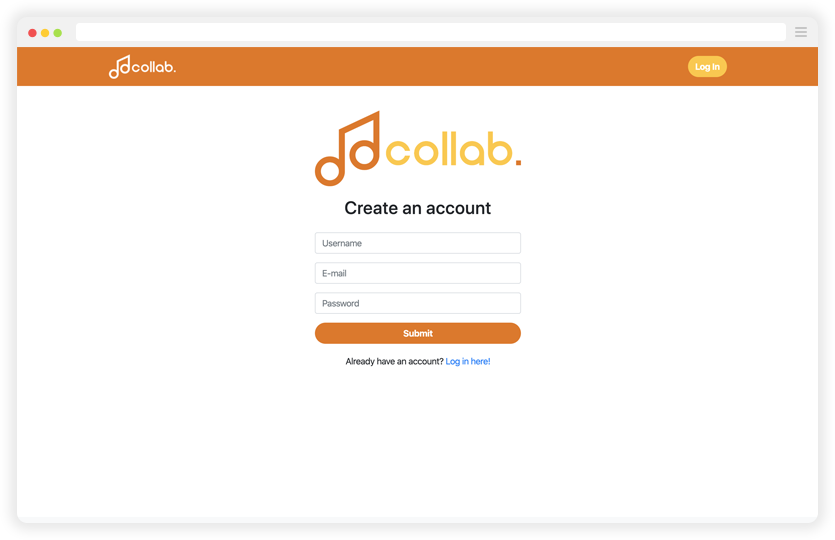 collab.
Log In
collab.
Create an account
Username
E-mail
Password
Submit
Already have an account? Log in here!